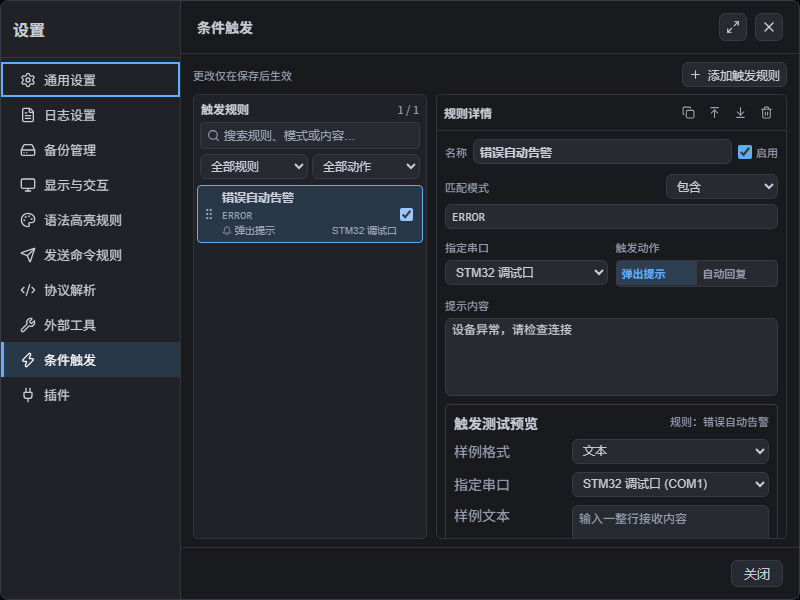 设置
通用设置
日志设置
备份管理
显示与交互
语法高亮规则
发送命令规则
协议解析
外部工具
条件触发
插件
条件触发
更改仅在保存后生效
添加触发规则
触发规则 1 / 1
搜索规则、模式或内容...
全部规则 全部动作
错误自动告警
ERROR
弹出提示 STM32 调试口
规则详情
名称 错误自动告警 启用
匹配模式 包含
ERROR
指定串口 触发动作
STM32 调试口 弹出提示 自动回复
提示内容
设备异常，请检查连接
触发测试预览 规则：错误自动告警
样例格式 文本
指定串口 STM32 调试口 (COM1)
样例文本 输入一整行接收内容
关闭